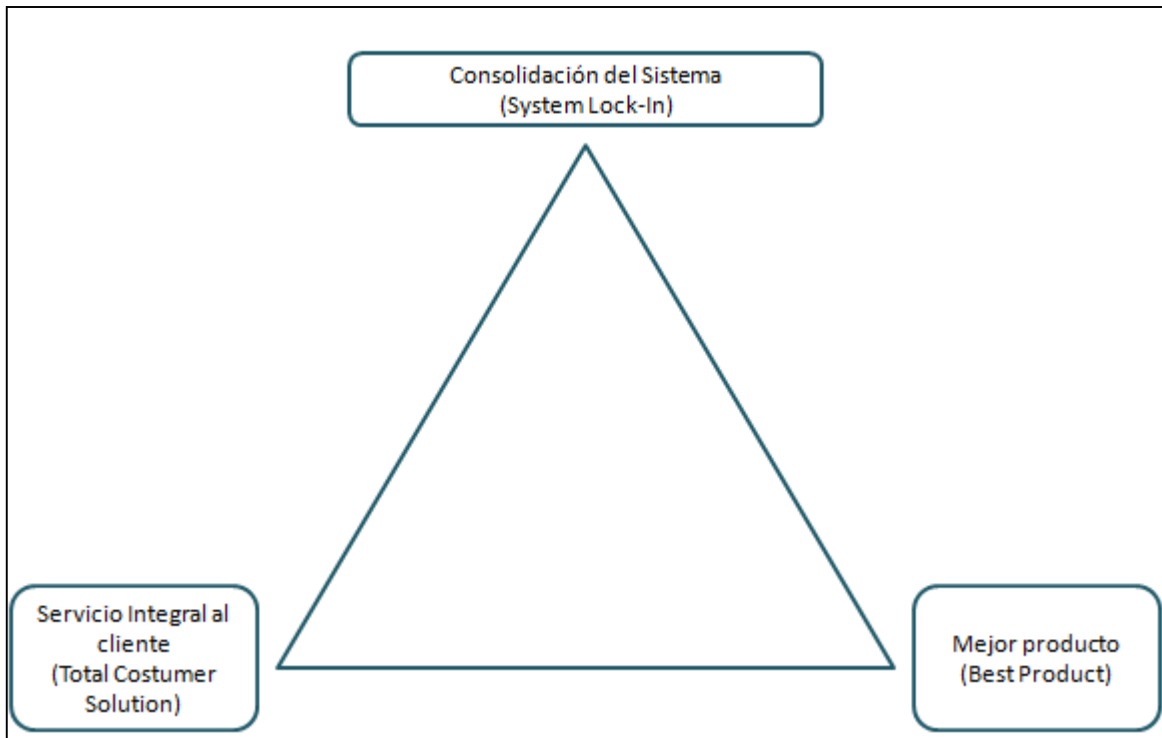 Consolidación del Sistema
(System Lock-In)
Servicio Integral al
cliente
(Total Costumer
Solution)
Mejor producto
(Best Product)